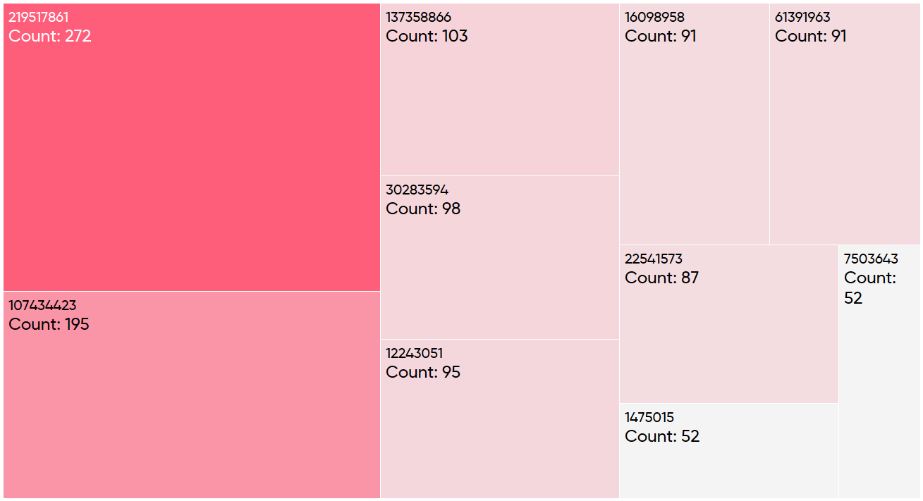 219517861
Count: 272
107434423
Count: 195
137358866
Count: 103
30283594
Count: 98
12243051
Count: 95
16098958
Count: 91
61391963
Count: 91
22541573
Count: 87
7503643
Count:
52
1475015
Count: 52